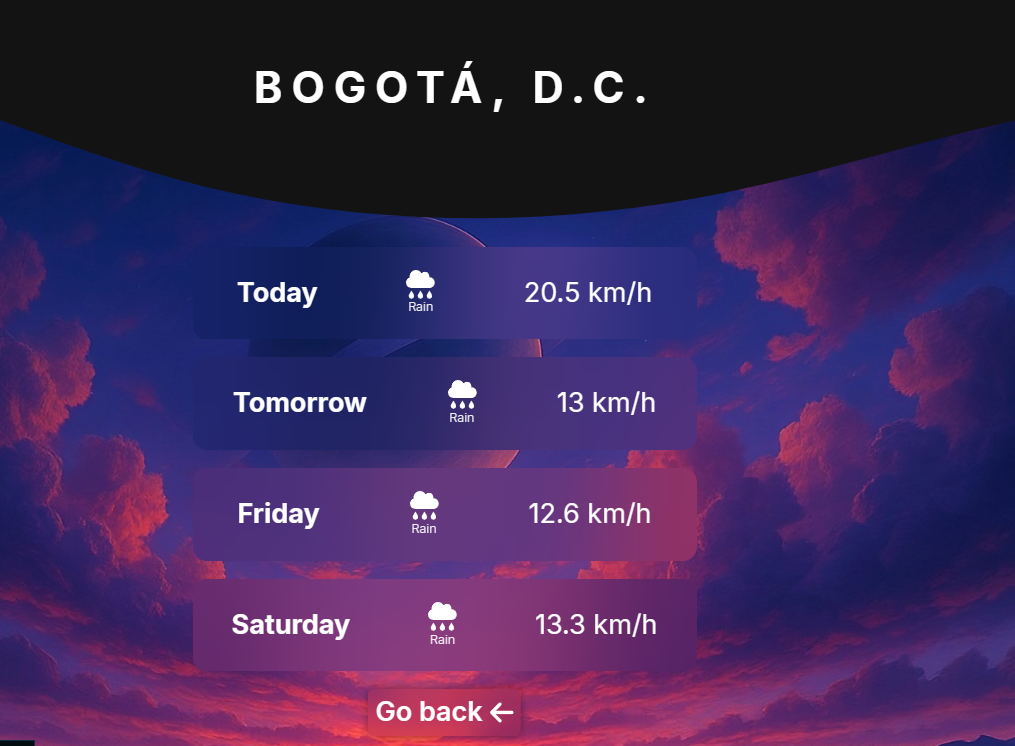 BOGOTÁ, D.C.
Today Rain 20.5 km/h
Tomorrow Rain 13 km/h
Friday Rain 12.6 km/h
Saturday Rain 13.3 km/h
Go back ←